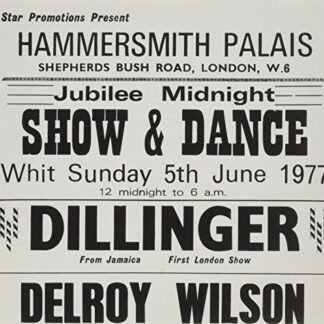 Star Promotions Present
HAMMERSMITH PALAIS
SHEPHERDS BUSH ROAD, LONDON, W.6
Jubilee Midnight
SHOW & DANCE
Whit Sunday 5th June 1977
12 midnight to 6 a.m.
DILLINGER
From Jamaica First London Show
DELROY WILSON